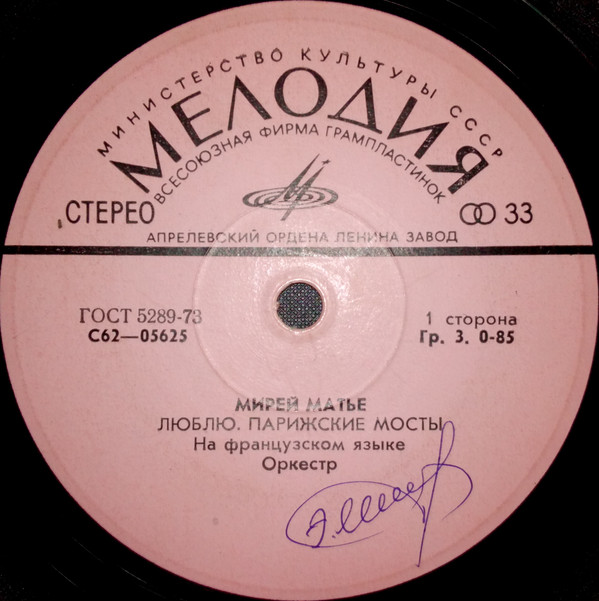 МИНИСТЕРСТВО КУЛЬТУРЫ СССР
МЕЛОДИЯ
ВСЕСОЮЗНАЯ ФИРМА ГРАМПЛАСТИНОК
СТЕРЕО 33
АПРЕЛЕВСКИЙ ОРДЕНА ЛЕНИНА ЗАВОД
ГОСТ 5289-73 1 сторона
С62—05625 Гр. 3. 0-85
МИРЕЙ МАТЬЕ
ЛЮБЛЮ. ПАРИЖСКИЕ МОСТЫ
На французском языке
Оркестр